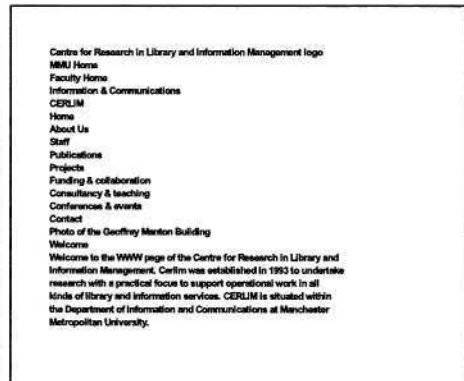 Centre for Research in Library and Information Management logo
MMU Home
Faculty Home
Information & Communications
CERLIM
Home
About Us
Staff
Publications
Projects
Funding & collaboration
Consultancy & teaching
Conferences & events
Contact
Photo of the Geoffrey Manton Building
Welcome
Welcome to the WWW page of the Centre for Research in Library and
Information Management. Cerlim was established in 1993 to undertake
research with a practical focus to support operational work in all
kinds of library and information services. CERLIM is situated within
the Department of Information and Communications at Manchester
Metropolitan University.